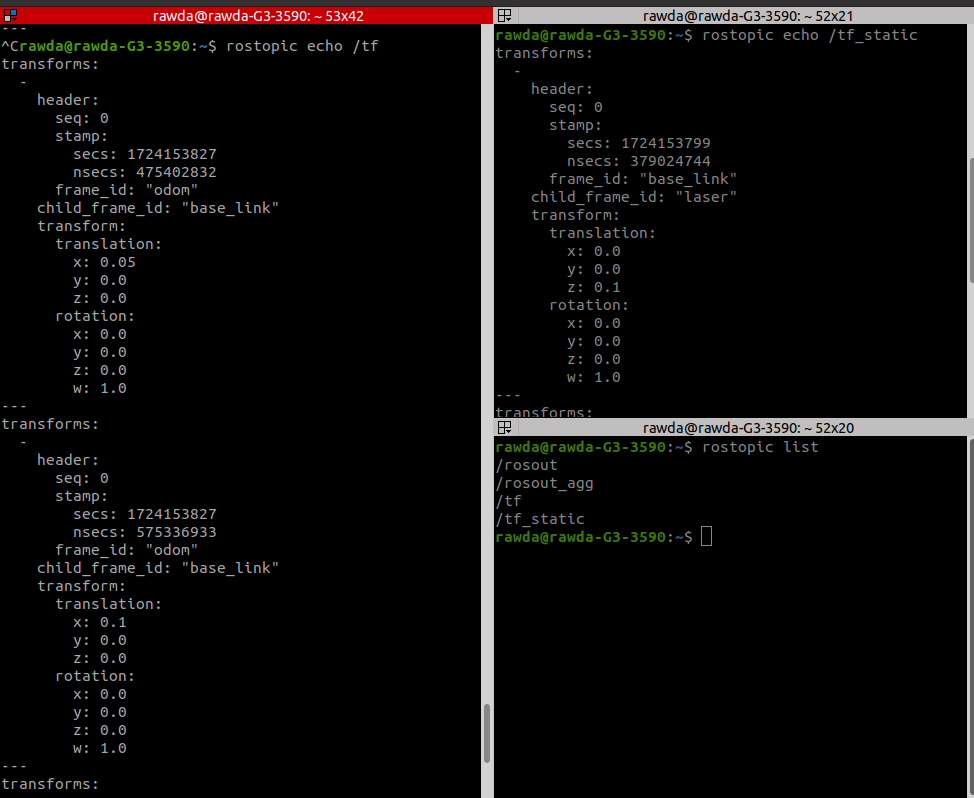 rawda@rawda-G3-3590: ~ 53x42
---
^Crawda@rawda-G3-3590:~$ rostopic echo /tf
transforms:
  -
    header:
      seq: 0
      stamp:
        secs: 1724153827
        nsecs: 475402832
      frame_id: "odom"
    child_frame_id: "base_link"
    transform:
      translation:
        x: 0.05
        y: 0.0
        z: 0.0
      rotation:
        x: 0.0
        y: 0.0
        z: 0.0
        w: 1.0
---
transforms:
  -
    header:
      seq: 0
      stamp:
        secs: 1724153827
        nsecs: 575336933
      frame_id: "odom"
    child_frame_id: "base_link"
    transform:
      translation:
        x: 0.1
        y: 0.0
        z: 0.0
      rotation:
        x: 0.0
        y: 0.0
        z: 0.0
        w: 1.0
---
transforms:
rawda@rawda-G3-3590: ~ 52x21
rawda@rawda-G3-3590:~$ rostopic echo /tf_static
transforms:
  -
    header:
      seq: 0
      stamp:
        secs: 1724153799
        nsecs: 379024744
      frame_id: "base_link"
    child_frame_id: "laser"
    transform:
      translation:
        x: 0.0
        y: 0.0
        z: 0.1
      rotation:
        x: 0.0
        y: 0.0
        z: 0.0
        w: 1.0
---
transforms:
rawda@rawda-G3-3590: ~ 52x20
rawda@rawda-G3-3590:~$ rostopic list
/rosout
/rosout_agg
/tf
/tf_static
rawda@rawda-G3-3590:~$